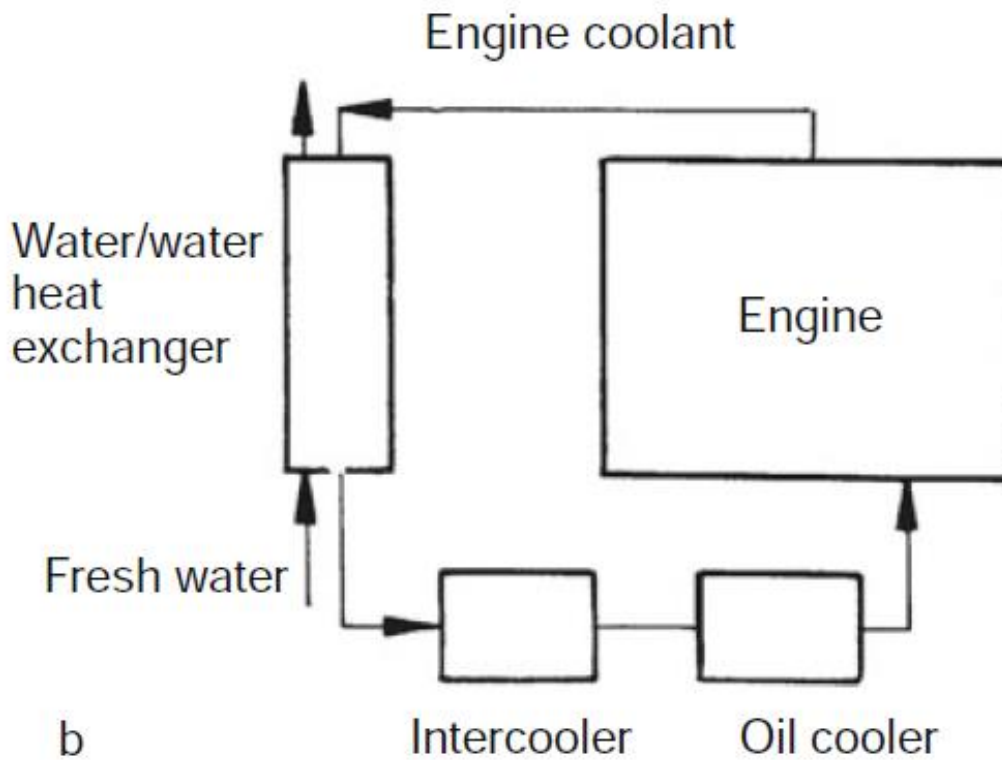 Engine coolant
Water/water
heat
exchanger
Engine
Fresh water
b
Intercooler
Oil cooler